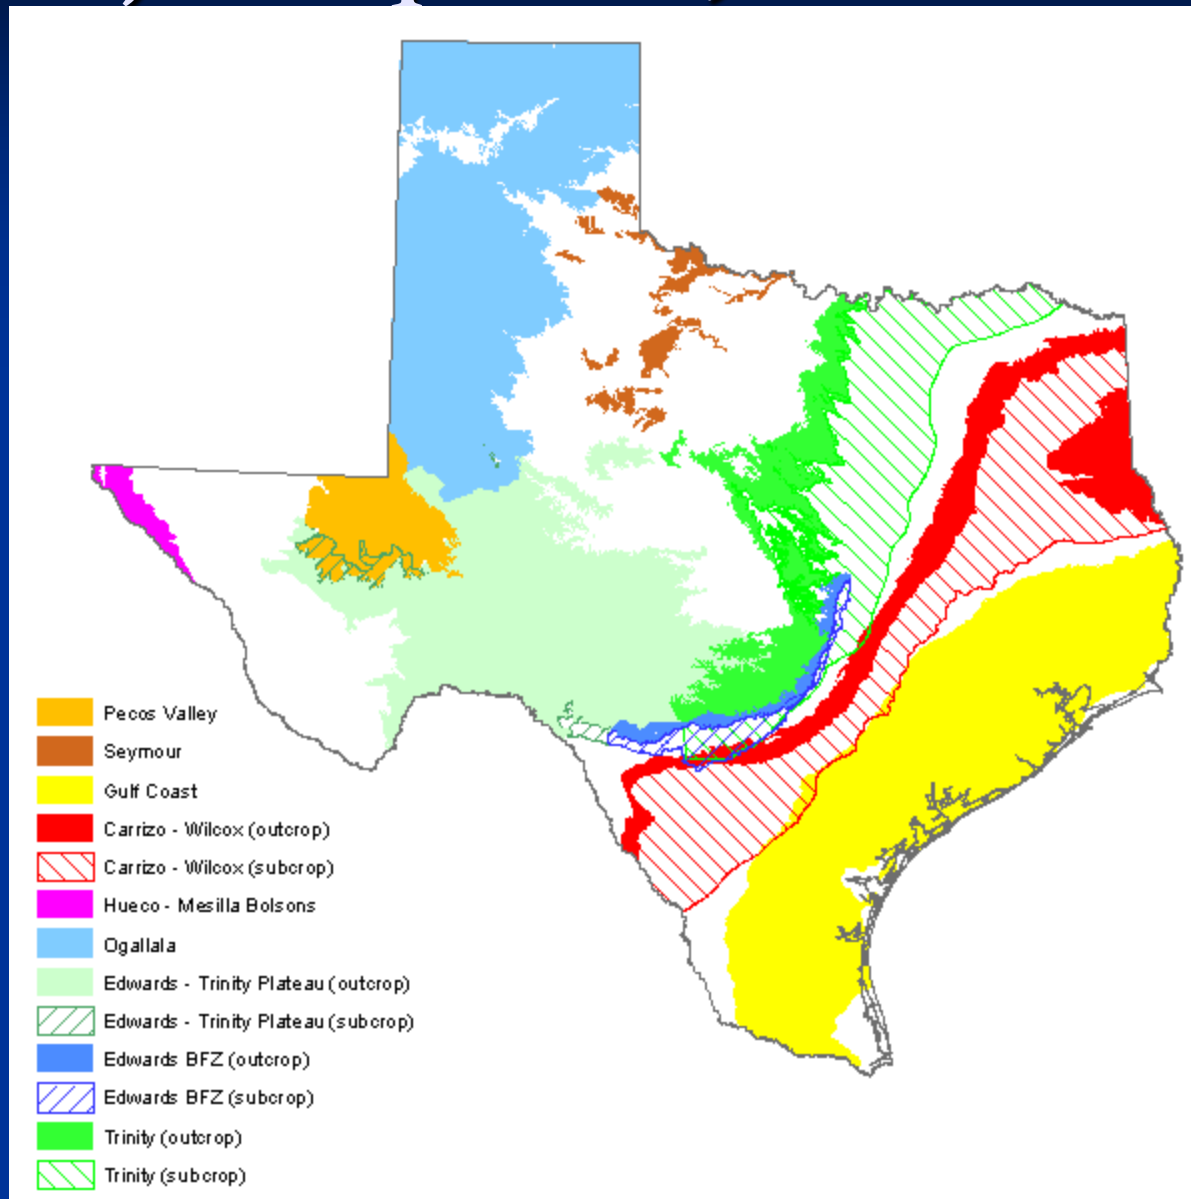 Pecos Valley
Seymour
Gulf Coast
Carrizo - Wilcox (outcrop)
Carrizo - Wilcox (subcrop)
Hueco - Mesilla Bolsons
Ogallala
Edwards - Trinity Plateau (outcrop)
Edwards - Trinity Plateau (subcrop)
Edwards BFZ (outcrop)
Edwards BFZ (subcrop)
Trinity (outcrop)
Trinity (subcrop)